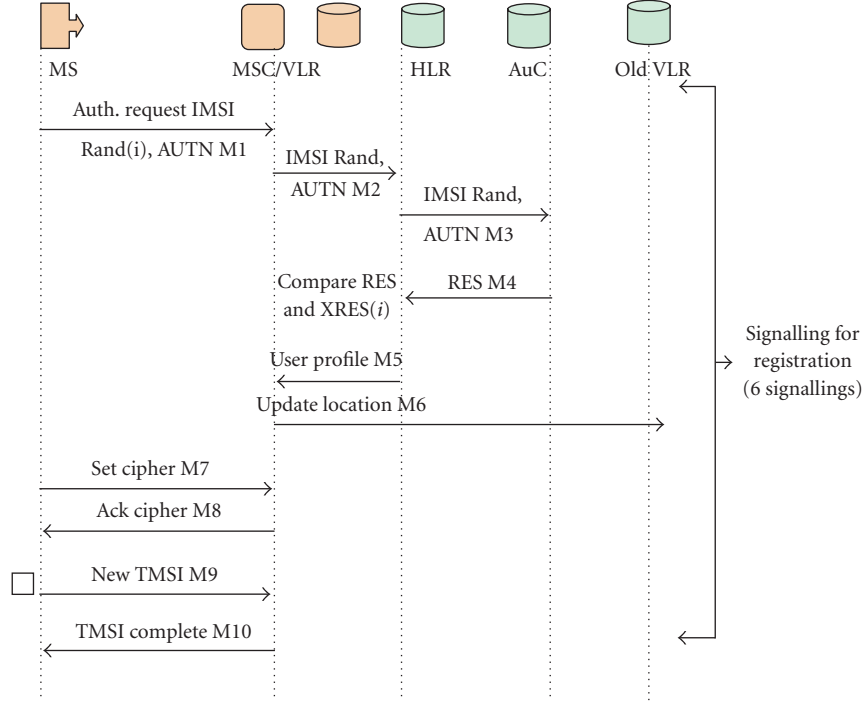 MS
MSC/VLR
HLR
AuC
Old VLR
Auth. request IMSI
Rand(i), AUTN M1
IMSI Rand,
AUTN M2
IMSI Rand,
AUTN M3
Compare RES
and XRES(i)
RES M4
User profile M5
Update location M6
Signalling for
registration
(6 signallings)
Set cipher M7
Ack cipher M8
New TMSI M9
TMSI complete M10